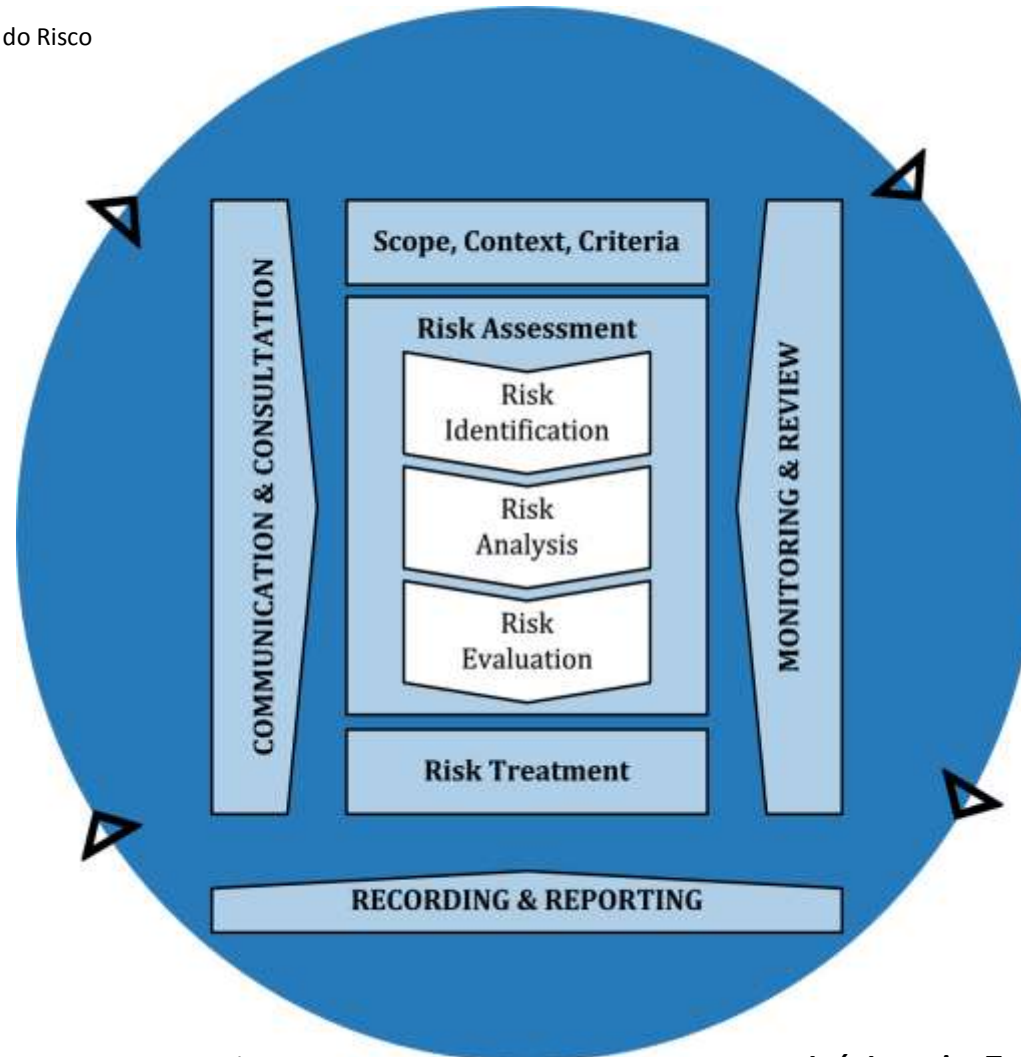 do Risco
Scope, Context, Criteria
Risk Assessment
Risk
Identification
Risk
Analysis
Risk
Evaluation
Risk Treatment
COMMUNICATION & CONSULTATION
MONITORING & REVIEW
RECORDING & REPORTING